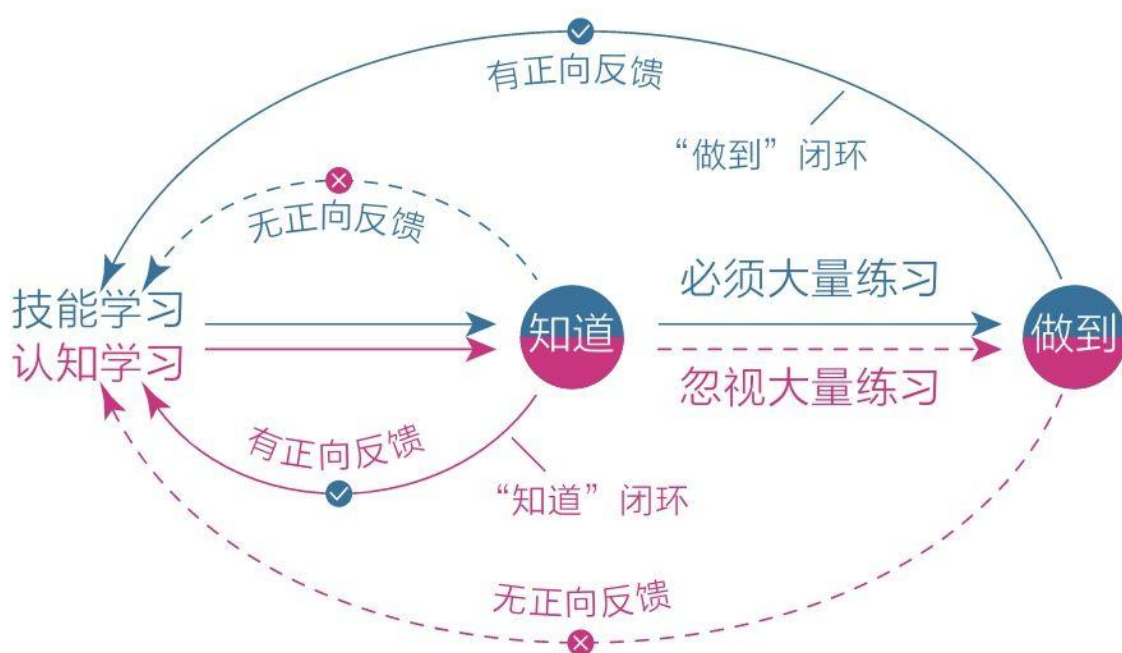 有正向反馈
“做到”闭环
无正向反馈
必须大量练习
技能学习
认知学习
知道
做到
忽视大量练习
有正向反馈
“知道”闭环
无正向反馈